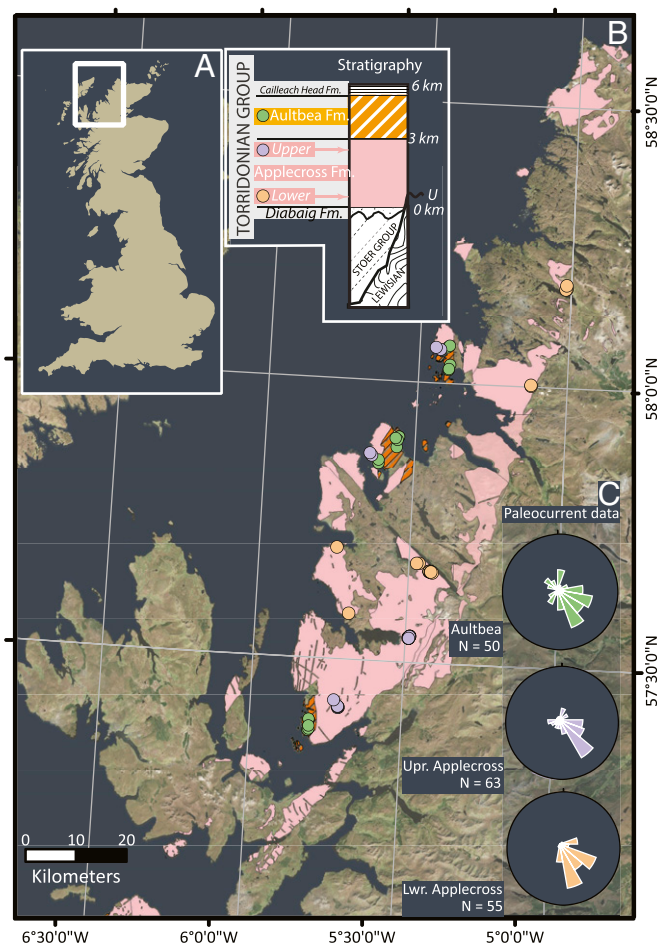 A
B
Stratigraphy
TORRIDONIAN GROUP
Cailleach Head Fm.
6 km
Aultbea Fm.
3 km
Upper
Applecross Fm.
Lower
U
0 km
Diabaig Fm.
STOER GROUP
LEWISIAN
58°30'0"N
58°0'0"N
57°30'0"N
C
Paleocurrent data
Aultbea
N = 50
Upr. Applecross
N = 63
Lwr. Applecross
N = 55
0 10 20
Kilometers
6°30'0"W 6°0'0"W 5°30'0"W 5°0'0"W